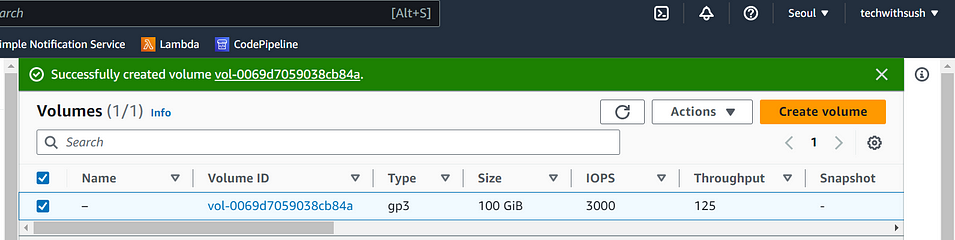 arch [Alt+S] Seoul ▼ techwithsush ▼
imple Notification Service Lambda CodePipeline
Successfully created volume vol-0069d7059038cb84a.
Volumes (1/1) Info Actions ▼ Create volume
Search 1
Name Volume ID Type Size IOPS Throughput Snapshot
– vol-0069d7059038cb84a gp3 100 GiB 3000 125 -